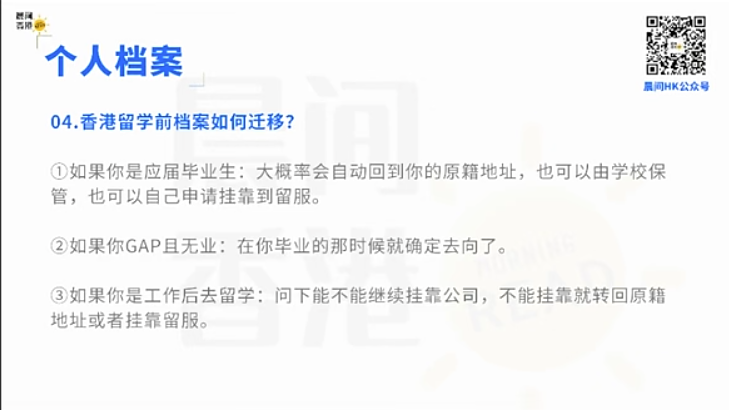 晨间
香港
个人档案
晨间HK公众号
04.香港留学前档案如何迁移?
①如果你是应届毕业生：大概率会自动回到你的原籍地址，也可以由学校保
管，也可以自己申请挂靠到留服。
②如果你GAP且无业：在你毕业的那时候就确定去向了。
③如果你是工作后去留学：问下能不能继续挂靠公司，不能挂靠就转回原籍
地址或者挂靠留服。
晨间
香港
MORNING
READ